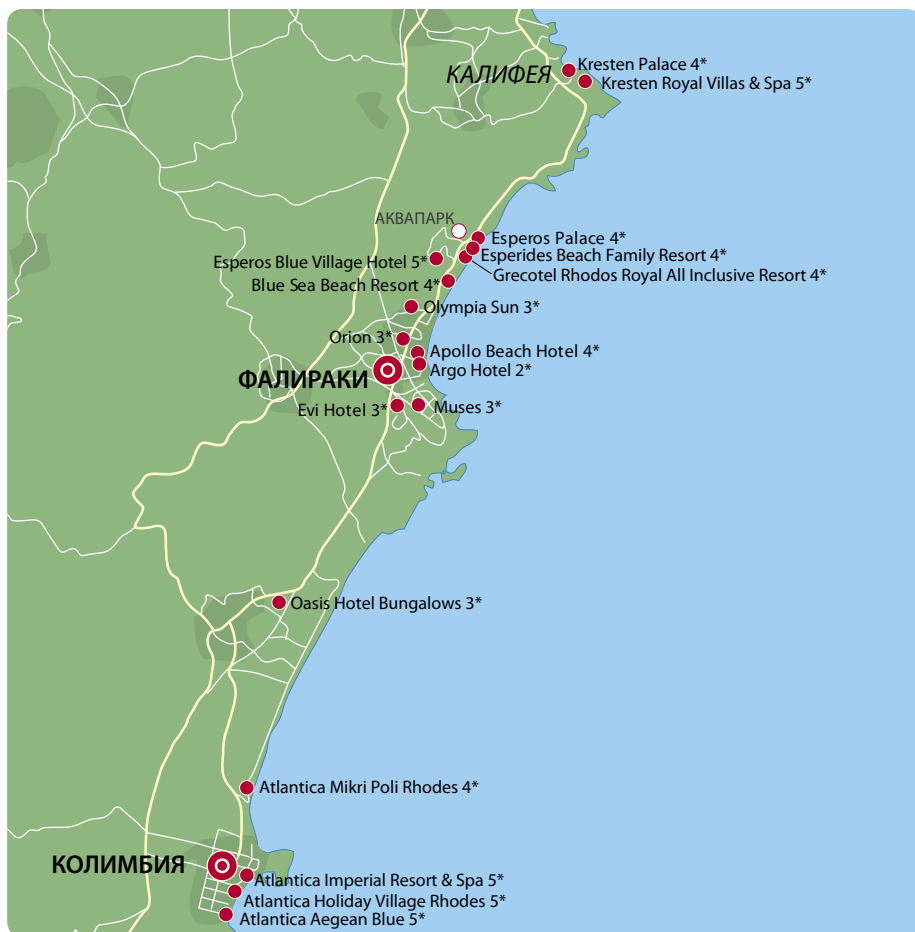 Kresten Palace 4*
КАЛИФЕЯ
Kresten Royal Villas & Spa 5*
АКВАПАРК
Esperos Palace 4*
Esperides Beach Family Resort 4*
Esperos Blue Village Hotel 5*
Grecotel Rhodos Royal All Inclusive Resort 4*
Blue Sea Beach Resort 4*
Olympia Sun 3*
Orion 3*
Apollo Beach Hotel 4*
Argo Hotel 2*
ФАЛИРАКИ
Evi Hotel 3*
Muses 3*
Oasis Hotel Bungalows 3*
Atlantica Mikri Poli Rhodes 4*
КОЛИМБИЯ
Atlantica Imperial Resort & Spa 5*
Atlantica Holiday Village Rhodes 5*
Atlantica Aegean Blue 5*